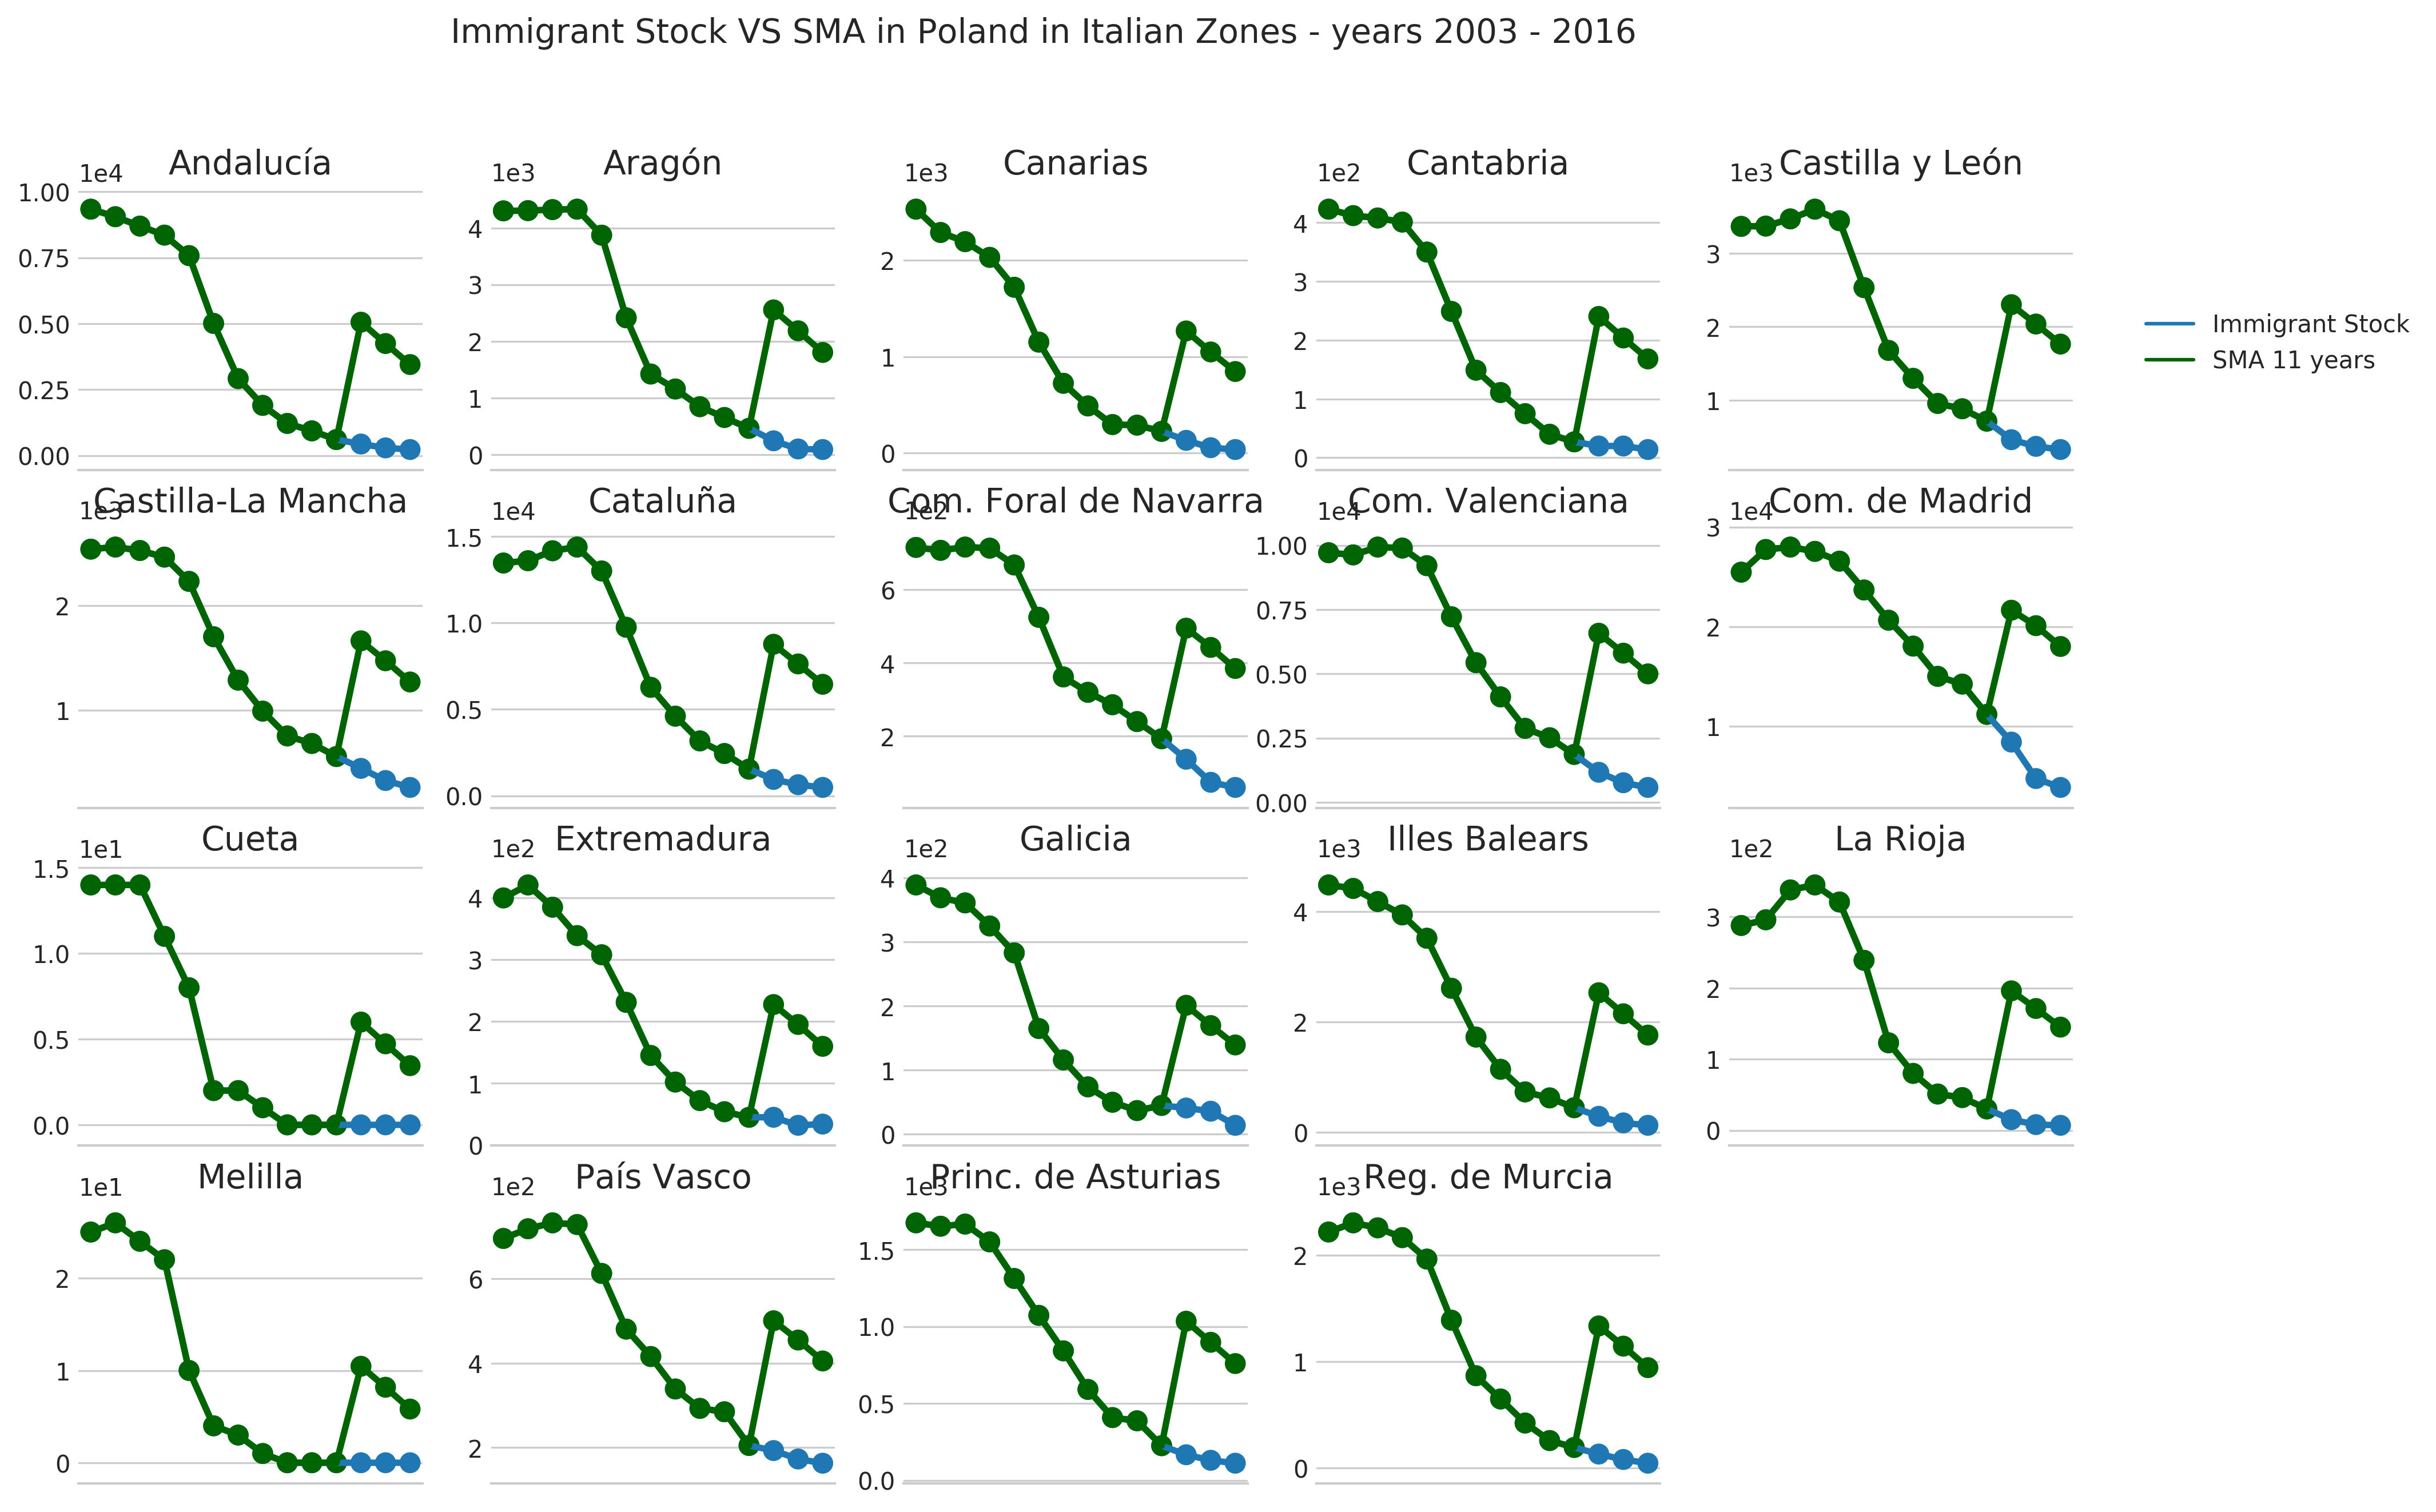 Immigrant Stock VS SMA in Poland in Italian Zones - years 2003 - 2016
Andalucía
1e4
1.00
0.75
0.50
0.25
0.00
Aragón
1e3
4
3
2
1
0
Canarias
1e3
2
1
0
Cantabria
1e2
4
3
2
1
0
Castilla y León
1e3
3
2
1
Immigrant Stock
SMA 11 years
Castilla-La Mancha
1e3
2
1
Cataluña
1e4
1.5
1.0
0.5
0.0
Com. Foral de Navarra
1e2
6
4
2
Com. Valenciana
1e4
1.00
0.75
0.50
0.25
0.00
Com. de Madrid
1e4
3
2
1
Cueta
1e1
1.5
1.0
0.5
0.0
Extremadura
1e2
4
3
2
1
0
Galicia
1e2
4
3
2
1
0
Illes Balears
1e3
4
2
0
La Rioja
1e2
3
2
1
0
Melilla
1e1
2
1
0
País Vasco
1e2
6
4
2
Princ. de Asturias
1e3
1.5
1.0
0.5
0.0
Reg. de Murcia
1e3
2
1
0